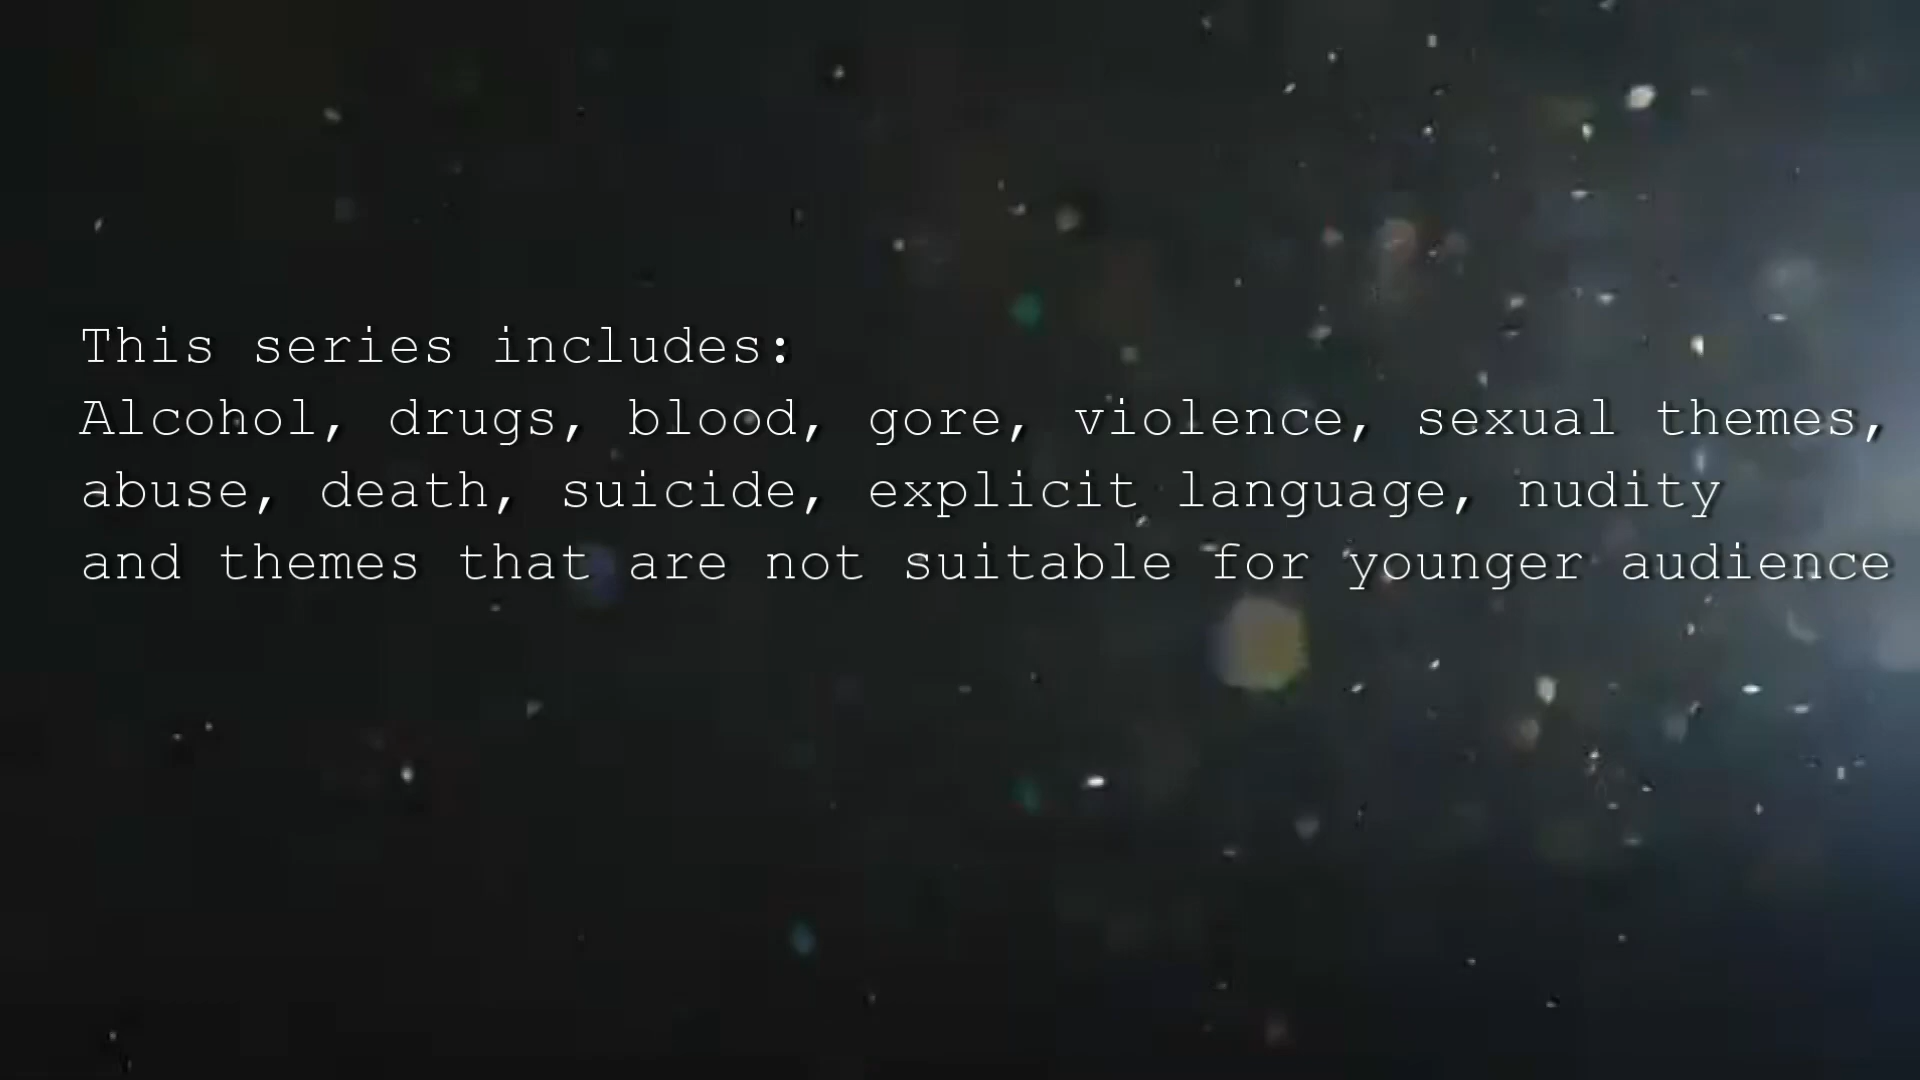 This series includes:
Alcohol, drugs, blood, gore, violence, sexual themes,
abuse, death, suicide, explicit language, nudity
and themes that are not suitable for younger audience